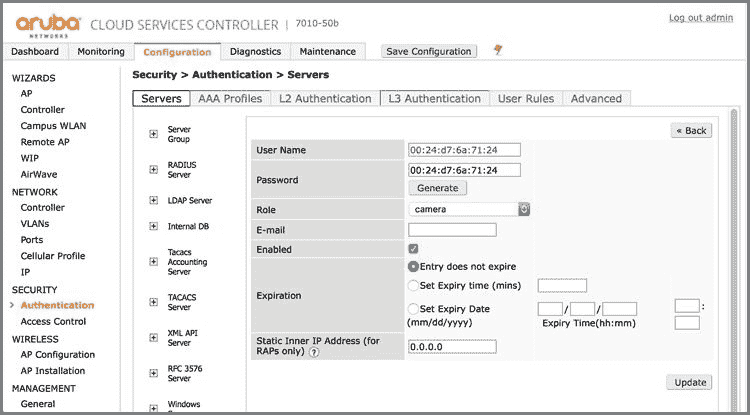 aruba
NETWORKS
CLOUD SERVICES CONTROLLER | 7010-50b
Log out admin
Dashboard Monitoring Configuration Diagnostics Maintenance Save Configuration
WIZARDS
AP
Controller
Campus WLAN
Remote AP
WIP
AirWave
NETWORK
Controller
VLANs
Ports
Cellular Profile
IP
SECURITY
> Authentication
Access Control
WIRELESS
AP Configuration
AP Installation
MANAGEMENT
General
Security > Authentication > Servers
Servers AAA Profiles L2 Authentication L3 Authentication User Rules Advanced
Server
Group
RADIUS
Server
LDAP Server
Internal DB
Tacacs
Accounting
Server
TACACS
Server
XML API
Server
RFC 3576
Server
Windows
« Back
User Name 00:24:d7:6a:71:24
Password 00:24:d7:6a:71:24
Generate
Role camera
E-mail
Enabled
Expiration
Entry does not expire
Set Expiry time (mins)
Set Expiry Date
(mm/dd/yyyy)
/ /
:
Expiry Time(hh:mm)
Static Inner IP Address (for
RAPs only) ?
0.0.0.0
Update